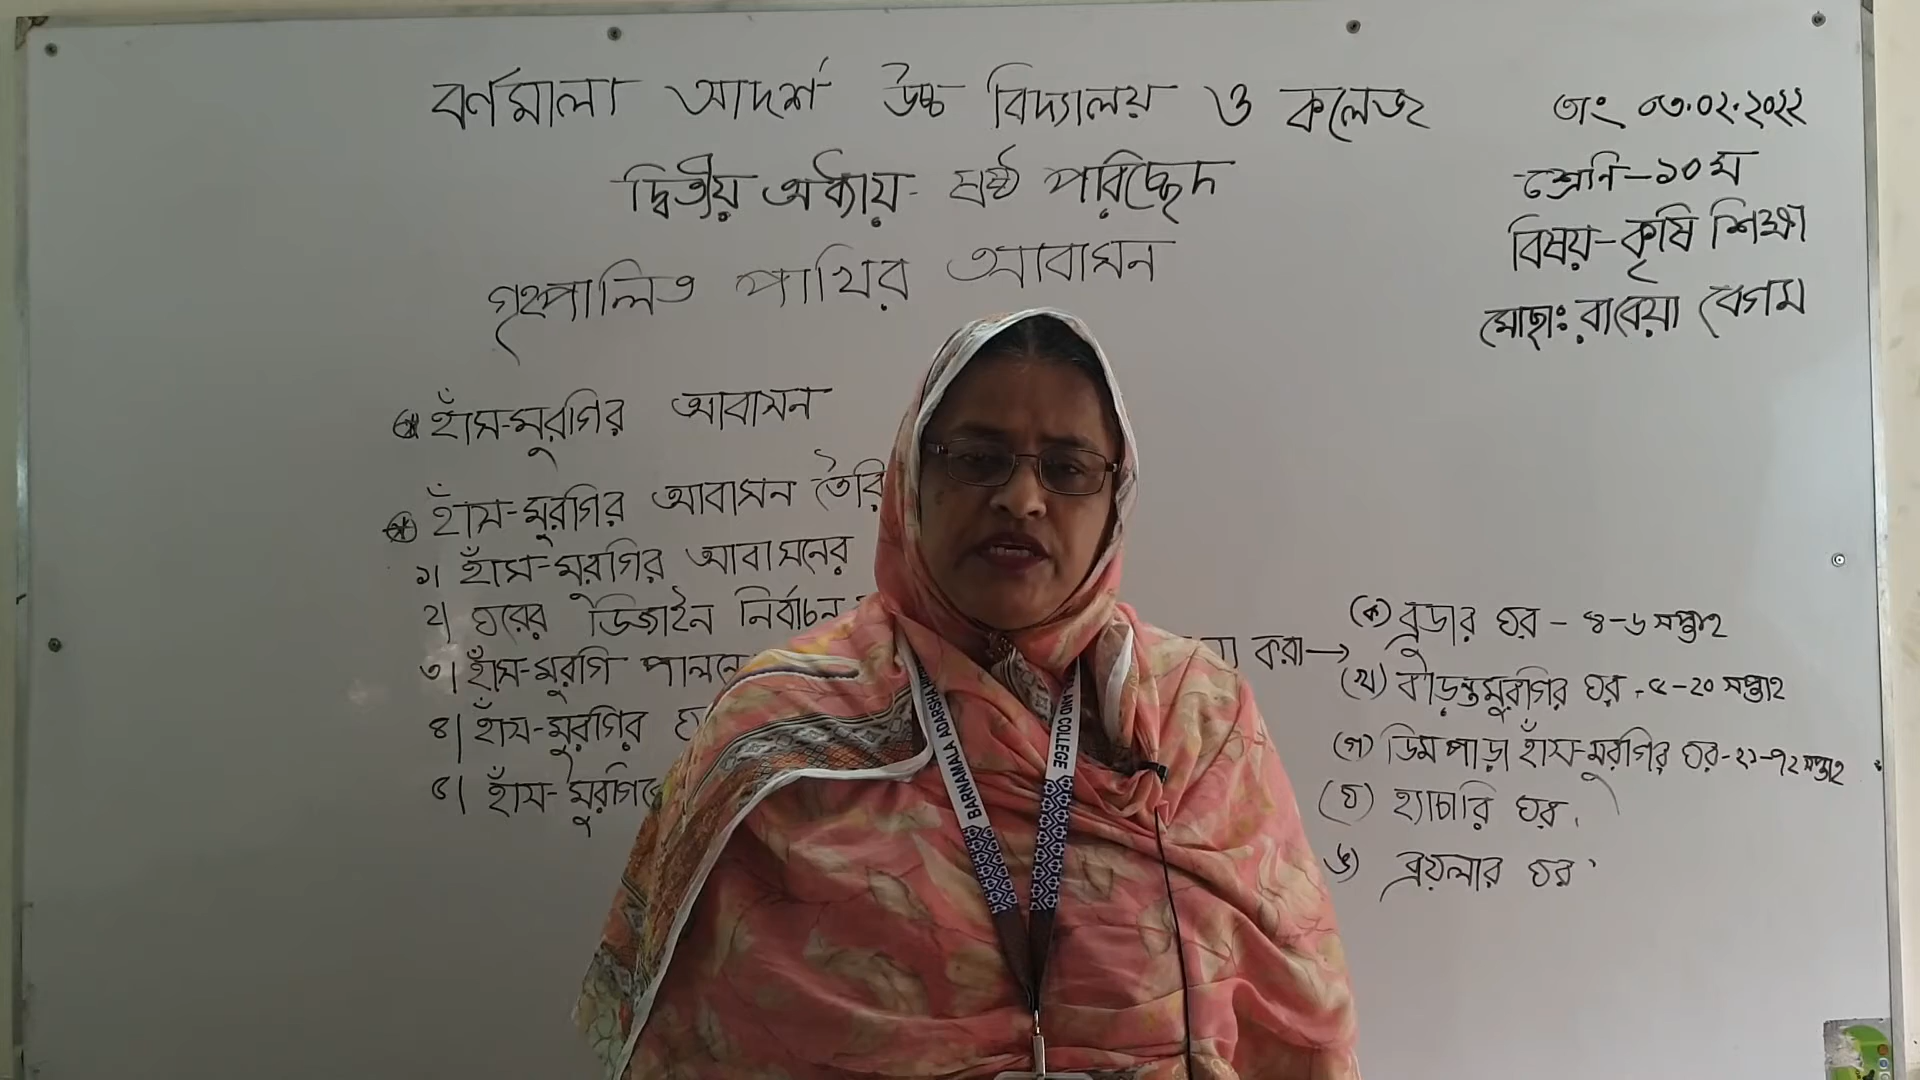 বর্ণমালা আদর্শ উচ্চ বিদ্যালয় ও কলেজ
দ্বিতীয় অধ্যায় - ষষ্ঠ পরিচ্ছেদ
গৃহপালিত পাখির আবাসন
তাং ০৩.০২.২০২২
শ্রেণি-১০ম
বিষয়-কৃষি শিক্ষা
মোছাঃ রাবেয়া বেগম
হাঁস-মুরগির আবাসন
হাঁস-মুরগির আবাসন তৈরি
১। হাঁস-মুরগির আবাসনের
২। ঘরের ডিজাইন নির্বাচন
৩। হাঁস-মুরগি
৪। হাঁস-মুরগির
৫। হাঁস-
করা→
(ক) ব্রুডার ঘর - ৪-৬ সপ্তাহ
(খ) বাড়ন্ত মুরগির ঘর - ৫-২০ সপ্তাহ
(গ) ডিম পাড়া হাঁস-মুরগির ঘর-২১-৭২ সপ্তাহ
(ঘ) হ্যাচারি ঘর
ঙ) ব্রয়লার ঘর
BARNAMALA ADARSHA
AND COLLEGE